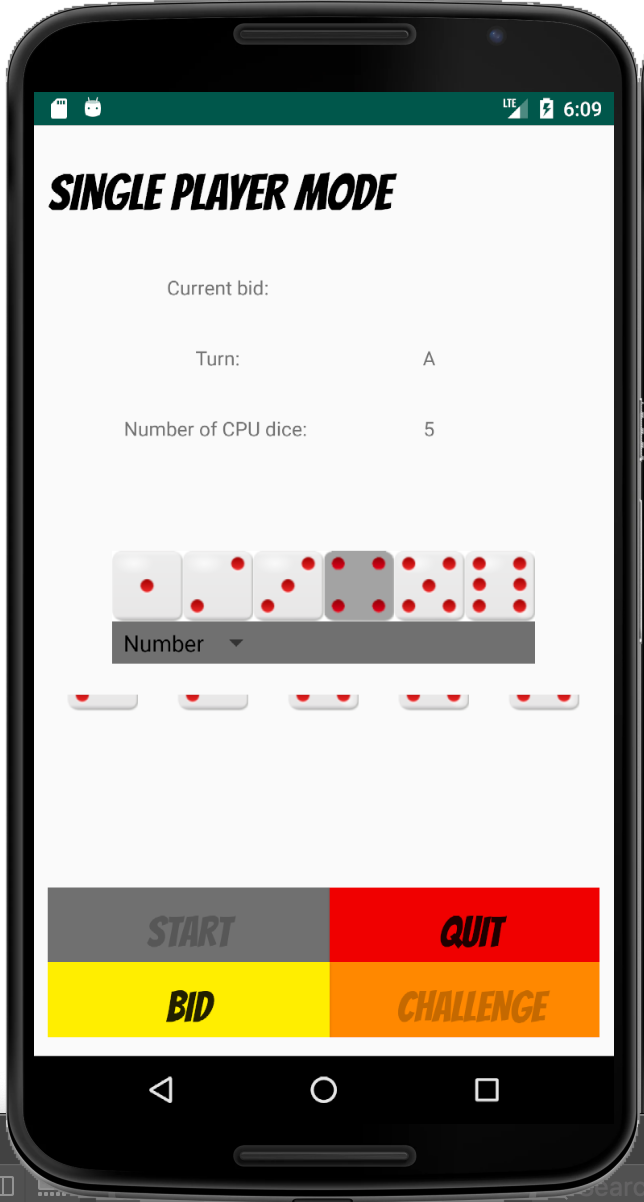 LTE 6:09
SINGLE PLAYER MODE
Current bid:
Turn: A
Number of CPU dice: 5
Number
START QUIT
BID CHALLENGE